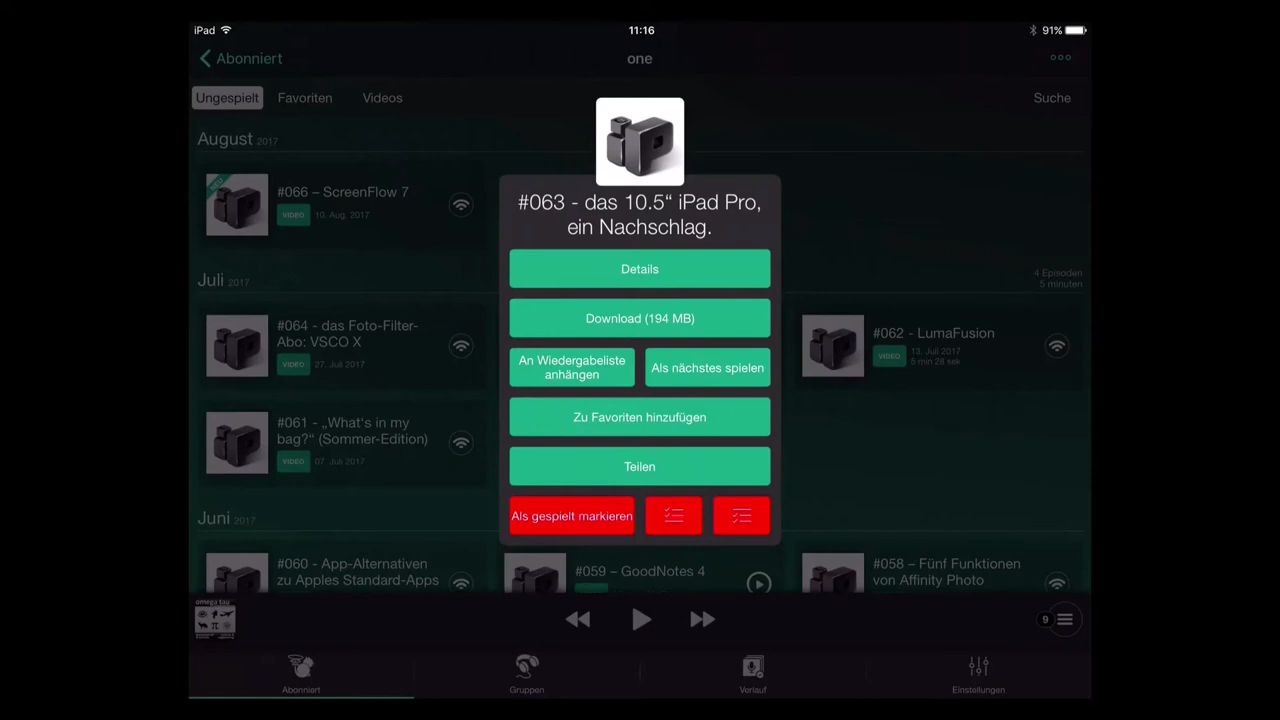 iPad
11:16
91%
Abonniert
one
Ungespielt
Favoriten
Videos
Suche
August 2017
NEU
#066 – ScreenFlow 7
VIDEO
10. Aug. 2017
Juli 2017
4 Episoden
5 minuten
#064 - das Foto-Filter-
Abo: VSCO X
VIDEO
27. Juli 2017
#062 - LumaFusion
VIDEO
13. Juli 2017
5 min 28 sek
#061 - „What's in my
bag?“ (Sommer-Edition)
VIDEO
07. Juli 2017
Juni 2017
#060 - App-Alternativen
zu Apples Standard-Apps
#059 – GoodNotes 4
#058 – Fünf Funktionen
von Affinity Photo
#063 - das 10.5“ iPad Pro,
ein Nachschlag.
Details
Download (194 MB)
An Wiedergabeliste
anhängen
Als nächstes spielen
Zu Favoriten hinzufügen
Teilen
Als gespielt markieren
omega tau
9
Abonniert
Gruppen
Verlauf
Einstellungen